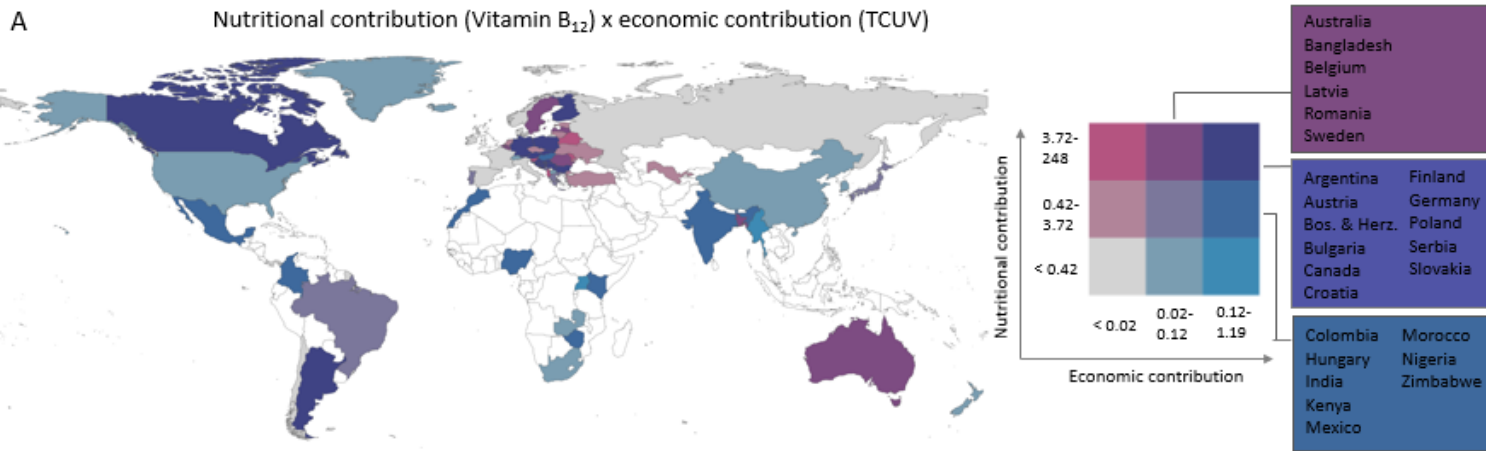 A
Nutritional contribution (Vitamin B₁₂) x economic contribution (TCUV)
Nutritional contribution
3.72-
248
0.42-
3.72
< 0.42
< 0.02
0.02-
0.12
0.12-
1.19
Economic contribution
Australia
Bangladesh
Belgium
Latvia
Romania
Sweden
Argentina Finland
Austria Germany
Bos. & Herz. Poland
Bulgaria Serbia
Canada Slovakia
Croatia
Colombia Morocco
Hungary Nigeria
India Zimbabwe
Kenya
Mexico